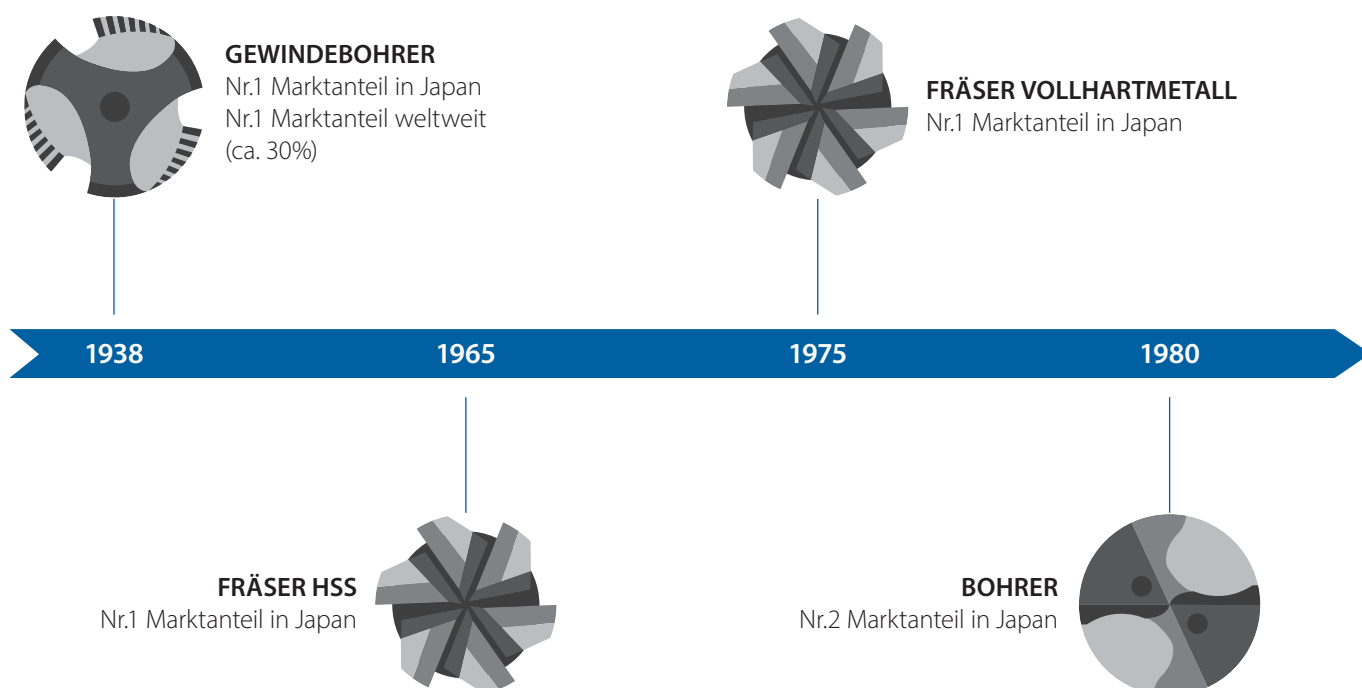 GEWINDEBOHRER
Nr.1 Marktanteil in Japan
Nr.1 Marktanteil weltweit
(ca. 30%)
FRÄSER VOLLHARTMETALL
Nr.1 Marktanteil in Japan
1938
1965
1975
1980
FRÄSER HSS
Nr.1 Marktanteil in Japan
BOHRER
Nr.2 Marktanteil in Japan